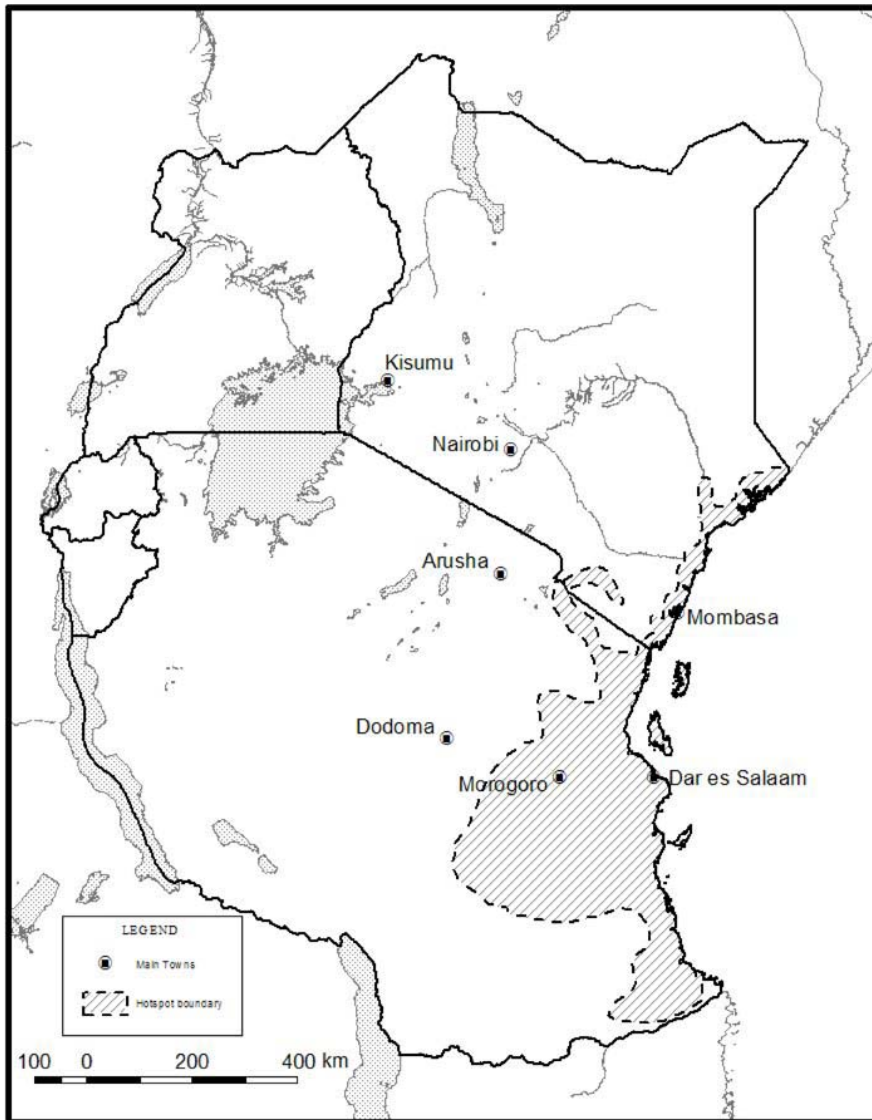 Kisumu
Nairobi
Arusha
Mombasa
Dodoma
Morogoro
Dar es Salaam
LEGEND
Main Towns
Hotspot boundary
100 0 200 400 km